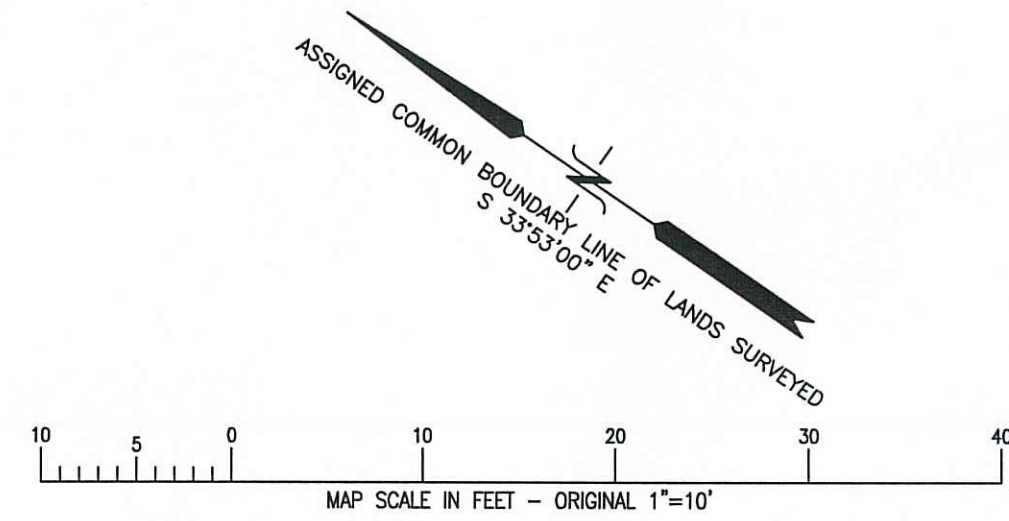 ASSIGNED COMMON BOUNDARY LINE OF LANDS SURVEYED
S 33°53'00" E
10 5 0 10 20 30 40
MAP SCALE IN FEET – ORIGINAL 1"=10'